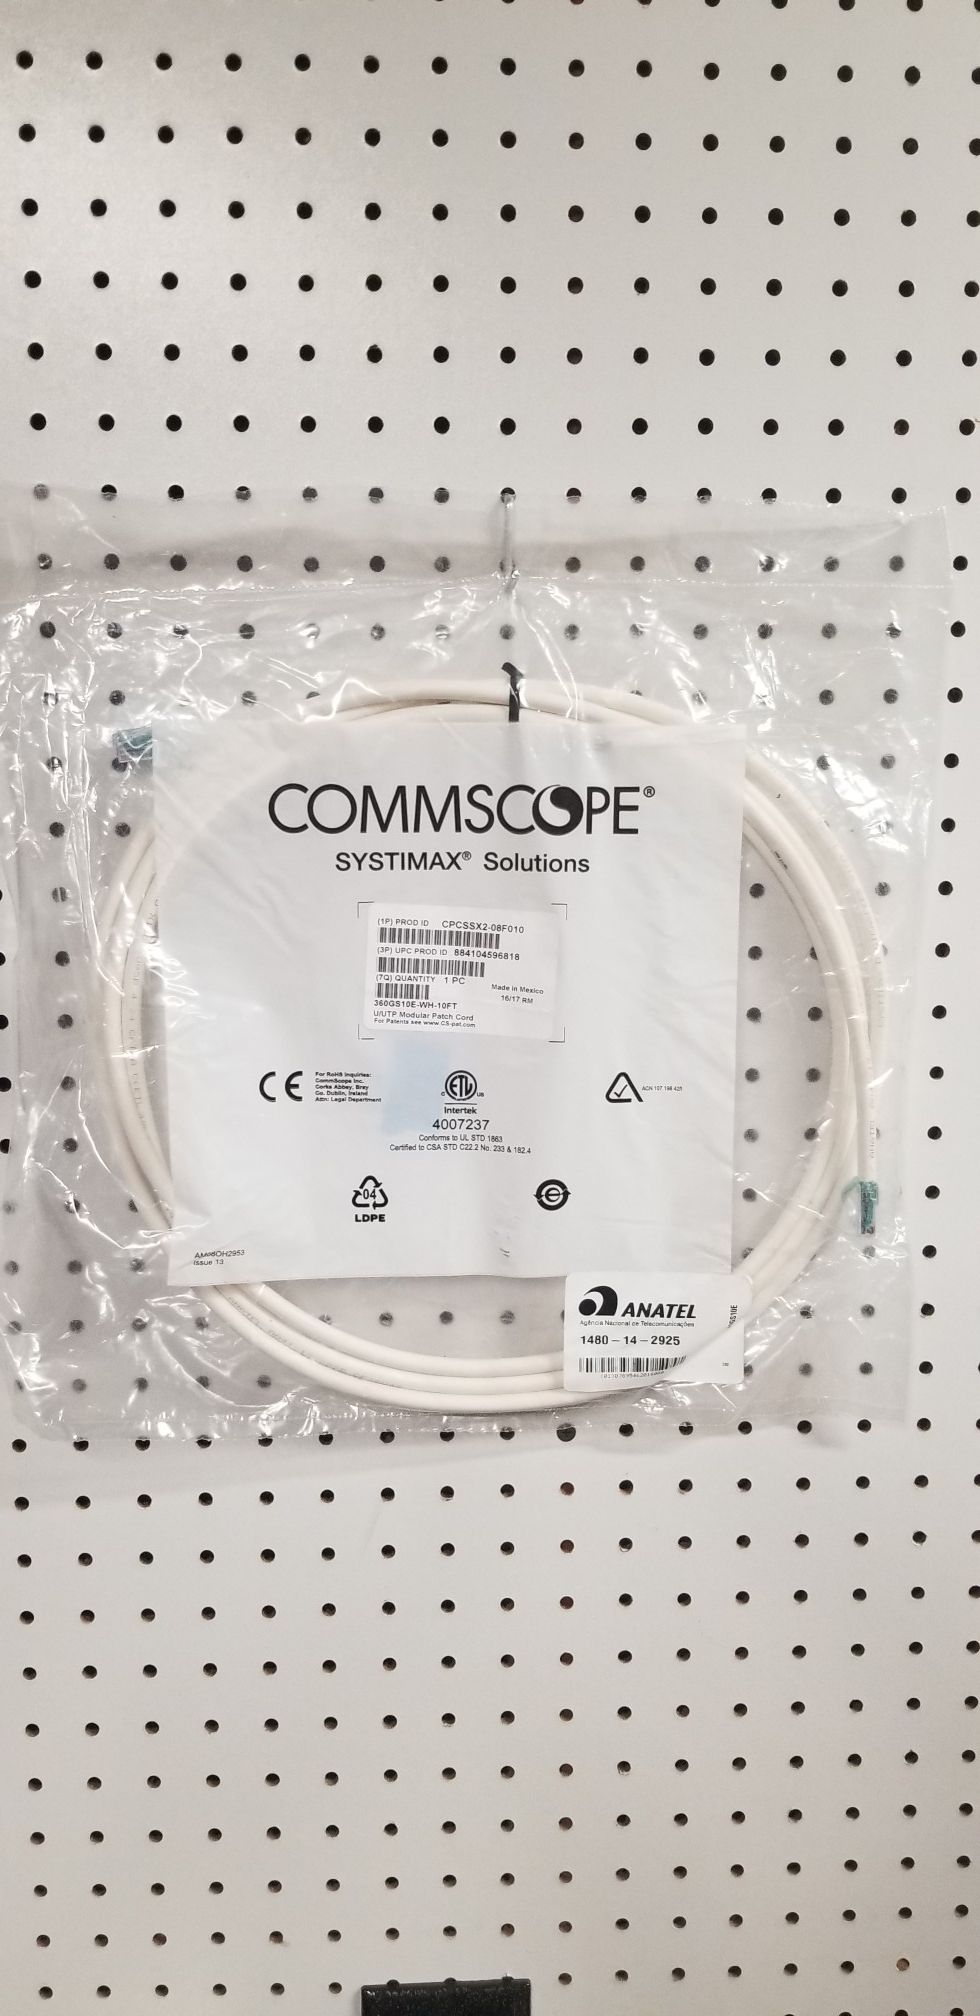 COMMSCOPE®
SYSTIMAX® Solutions
(1P) PROD ID CPCSSX2-08F010
(3P) UPC PROD ID 884104596818
(7Q) QUANTITY 1 PC
Made in Mexico
16/17 RM
360GS10E-WH-10FT
U/UTP Modular Patch Cord
For Patents see www.CS-pat.com
CE
For RoHS Inquiries:
CommScope Inc.
Corke Abbey, Bray
Co. Dublin, Ireland
Attn: Legal Department
ETL
C US
Intertek
4007237
Conforms to UL STD 1863
Certified to CSA STD C22.2 No. 233 & 182.4
04
LDPE
Issue 13
ANATEL
Agência Nacional de Telecomunicações
1480-14-2925